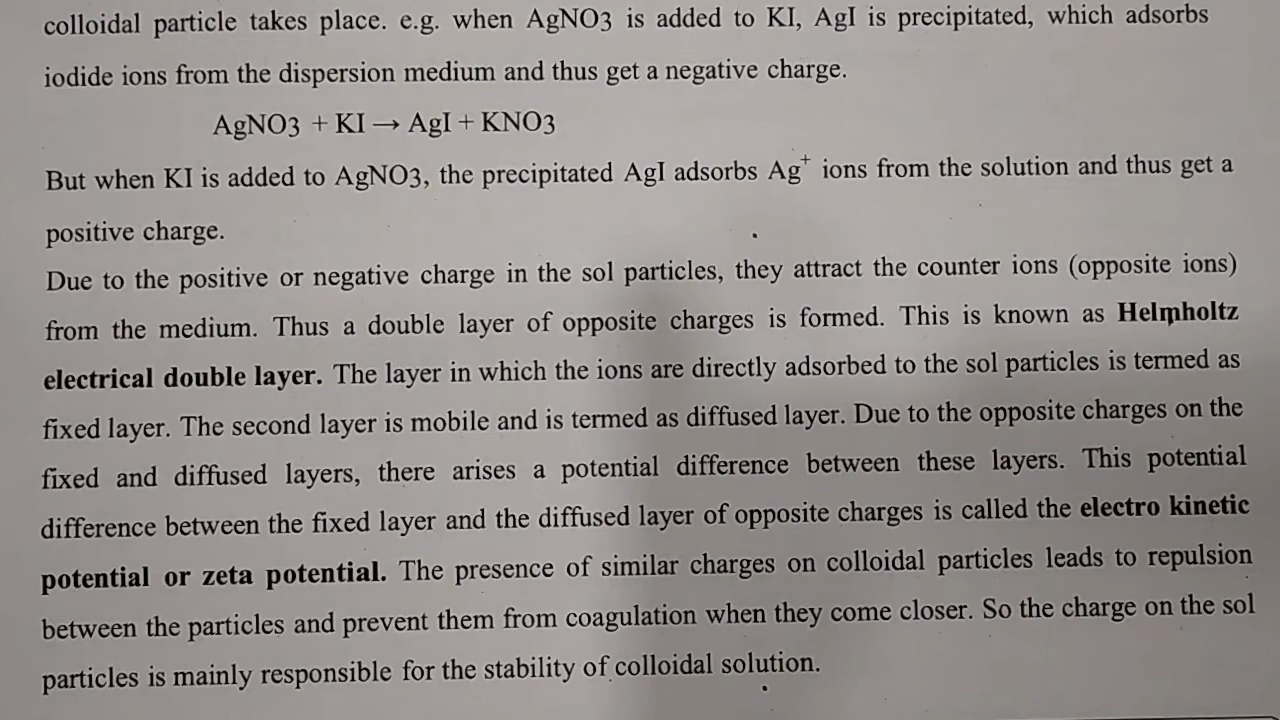 colloidal particle takes place. e.g. when AgNO3 is added to KI, AgI is precipitated, which adsorbs
iodide ions from the dispersion medium and thus get a negative charge.
AgNO3 + KI → AgI + KNO3
But when KI is added to AgNO3, the precipitated AgI adsorbs Ag⁺ ions from the solution and thus get a
positive charge.
Due to the positive or negative charge in the sol particles, they attract the counter ions (opposite ions)
from the medium. Thus a double layer of opposite charges is formed. This is known as Helmholtz
electrical double layer. The layer in which the ions are directly adsorbed to the sol particles is termed as
fixed layer. The second layer is mobile and is termed as diffused layer. Due to the opposite charges on the
fixed and diffused layers, there arises a potential difference between these layers. This potential
difference between the fixed layer and the diffused layer of opposite charges is called the electro kinetic
potential or zeta potential. The presence of similar charges on colloidal particles leads to repulsion
between the particles and prevent them from coagulation when they come closer. So the charge on the sol
particles is mainly responsible for the stability of colloidal solution.